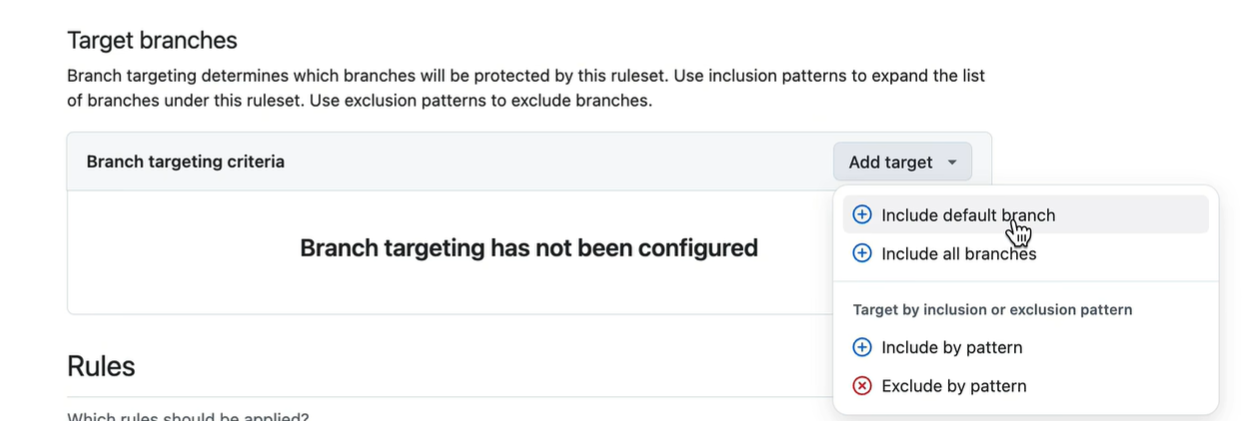 Target branches
Branch targeting determines which branches will be protected by this ruleset. Use inclusion patterns to expand the list
of branches under this ruleset. Use exclusion patterns to exclude branches.
Branch targeting criteria
Add target
Include default branch
Branch targeting has not been configured
Include all branches
Target by inclusion or exclusion pattern
Include by pattern
Rules
Exclude by pattern
Which rules should be applied?